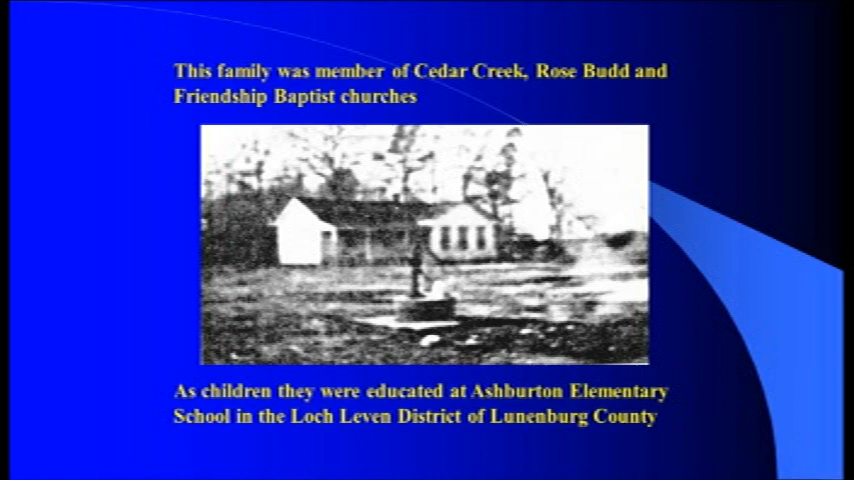 This family was member of Cedar Creek, Rose Budd and
Friendship Baptist churches
As children they were educated at Ashburton Elementary
School in the Loch Leven District of Lunenburg County